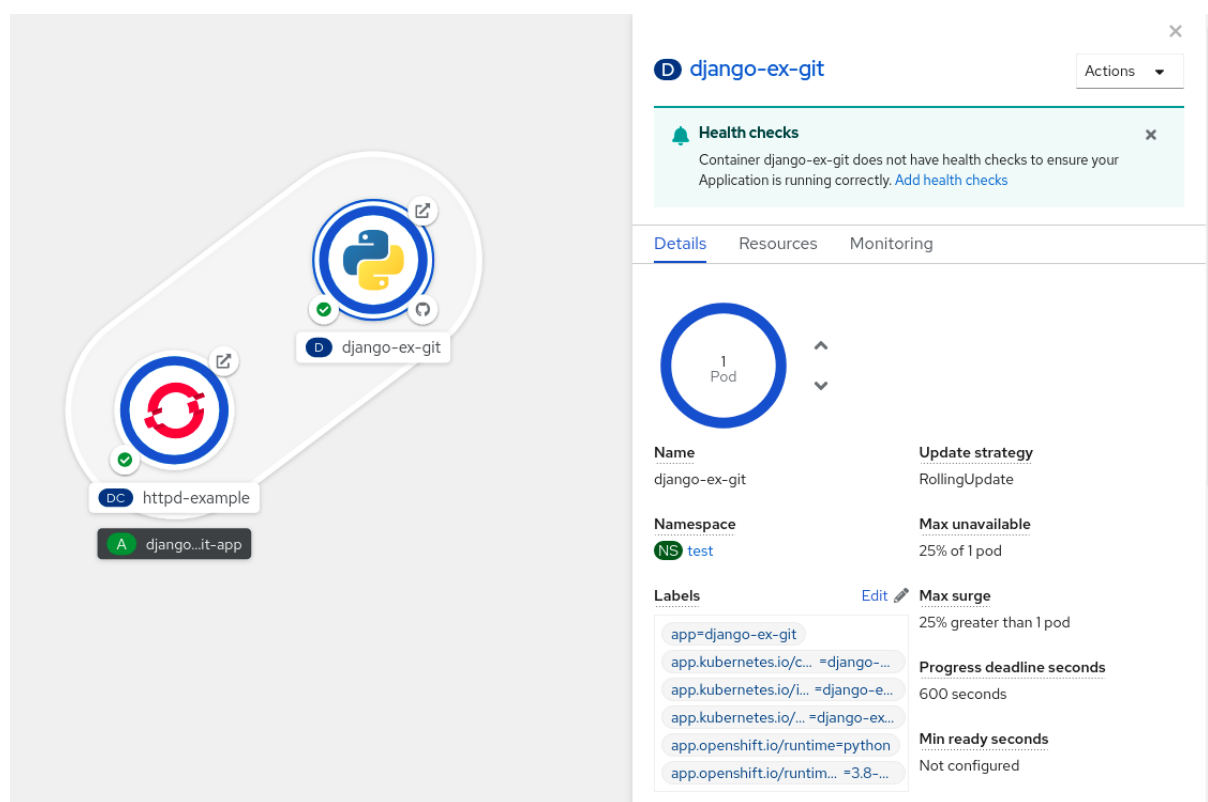 django-ex-git
DC httpd-example
A django...it-app
D django-ex-git
D django-ex-git
Actions
Health checks
Container django-ex-git does not have health checks to ensure your
Application is running correctly. Add health checks
Details Resources Monitoring
1
Pod
Name
django-ex-git
Update strategy
RollingUpdate
Namespace
NS test
Max unavailable
25% of 1 pod
Labels Edit
app=django-ex-git
app.kubernetes.io/c... =django-...
app.kubernetes.io/i... =django-e...
app.kubernetes.io/... =django-ex...
app.openshift.io/runtime=python
app.openshift.io/runtim... =3.8-...
Max surge
25% greater than 1 pod
Progress deadline seconds
600 seconds
Min ready seconds
Not configured